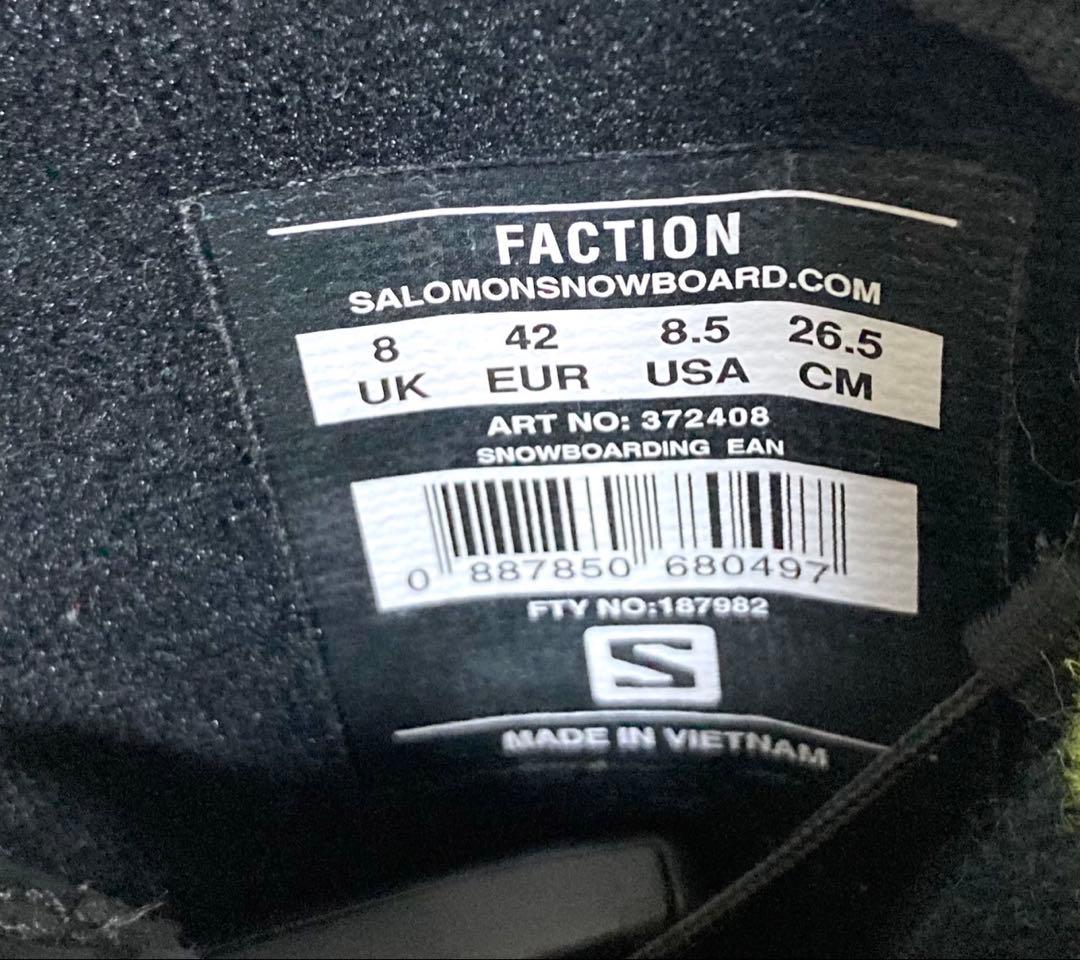 FACTION
SALOMONSNOWBOARD.COM
8 42 8.5 26.5
UK EUR USA CM
ART NO: 372408
SNOWBOARDING EAN
0 887850 680497
FTY NO:187982
MADE IN VIETNAM